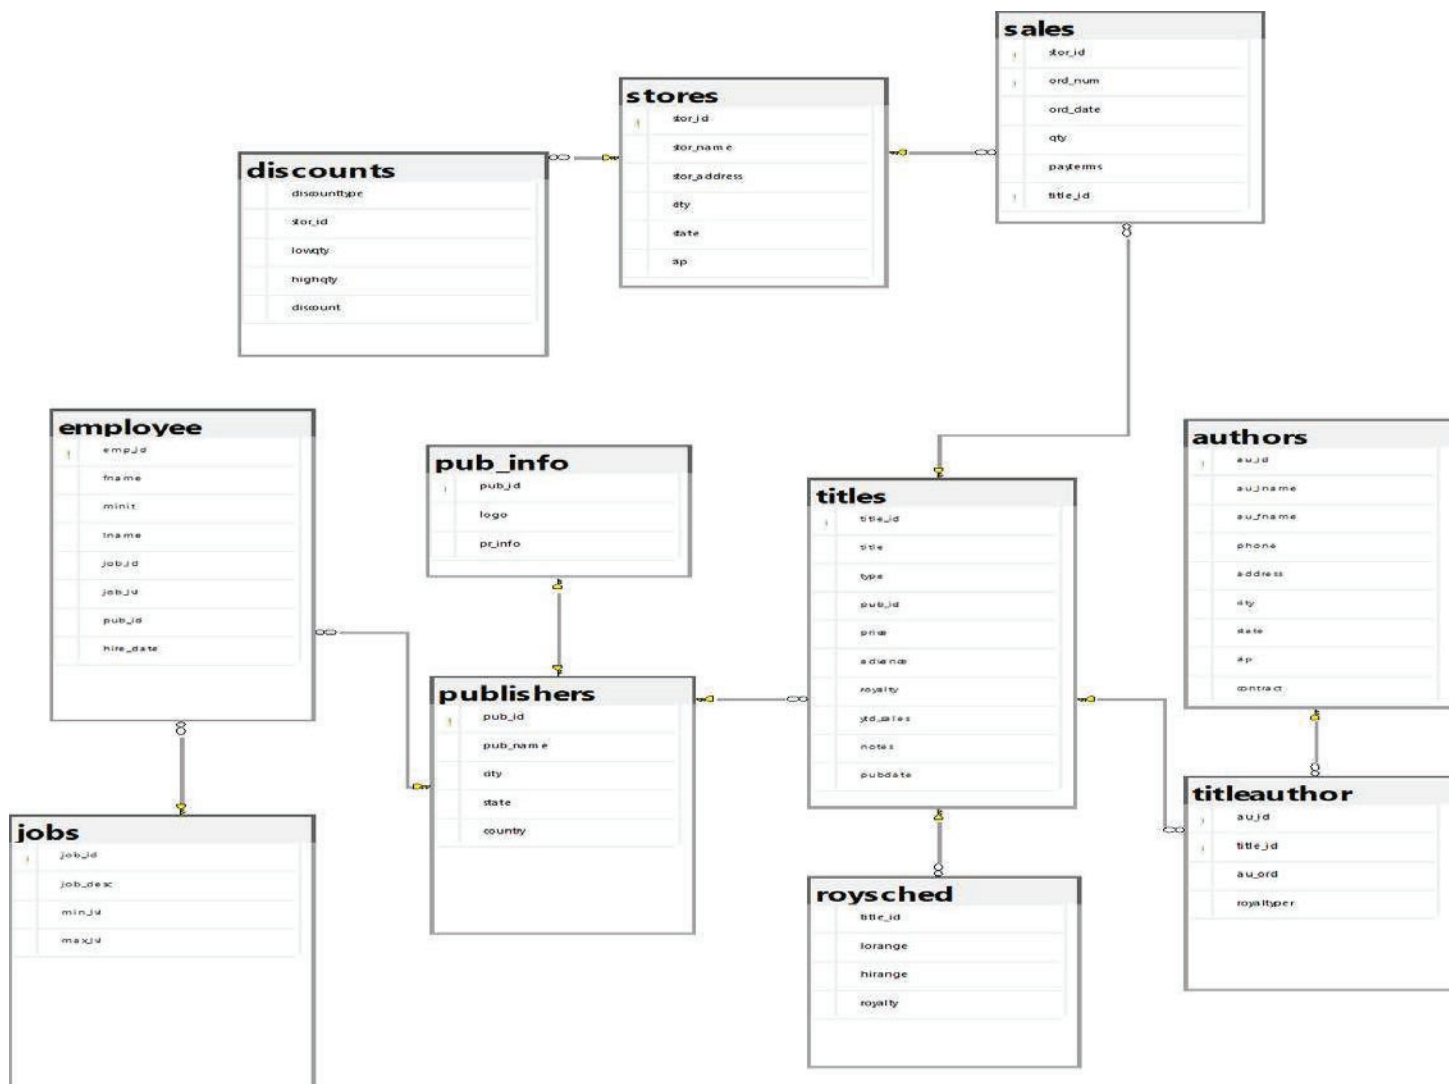 sales
stor_id
ord_num
ord_date
qty
payterms
title_id
stores
stor_id
stor_name
stor_address
city
state
zip
discounts
discounttype
stor_id
lowqty
highqty
discount
employee
emp_id
fname
minit
lname
job_id
job_lvl
pub_id
hire_date
pub_info
pub_id
logo
pr_info
titles
title_id
title
type
pub_id
price
advance
royalty
ytd_sales
notes
pubdate
authors
au_id
au_lname
au_fname
phone
address
city
state
zip
contract
publishers
pub_id
pub_name
city
state
country
jobs
job_id
job_desc
min_lvl
max_lvl
roysched
title_id
lorange
hirange
royalty
titleauthor
au_id
title_id
au_ord
royaltyper